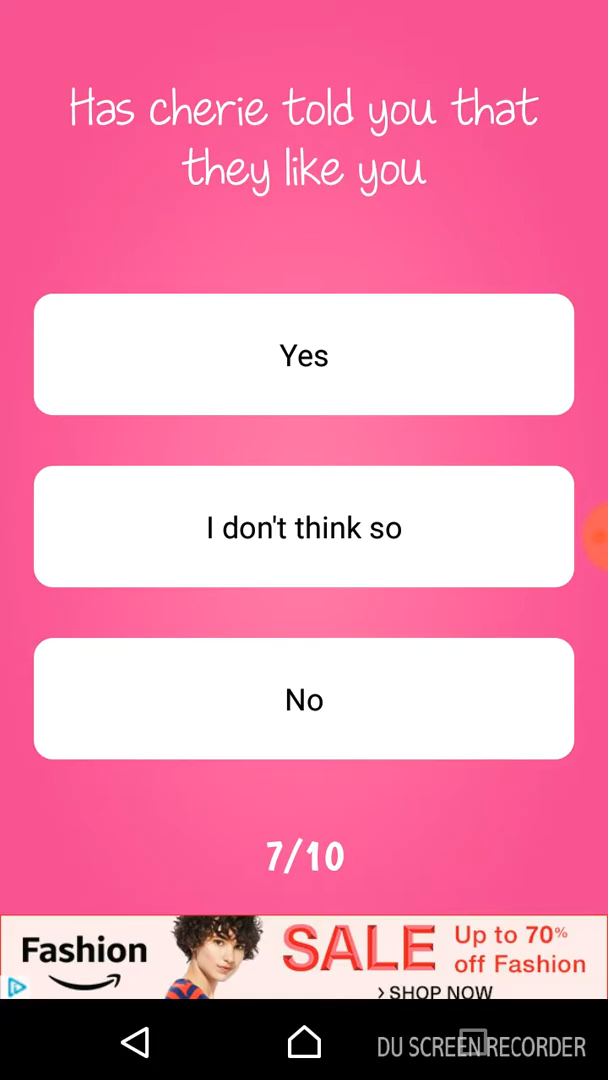 Has cherie told you that
they like you
Yes
I don't think so
No
7/10
Fashion
SALE
Up to 70%
off Fashion
› SHOP NOW
DU SCREEN RECORDER